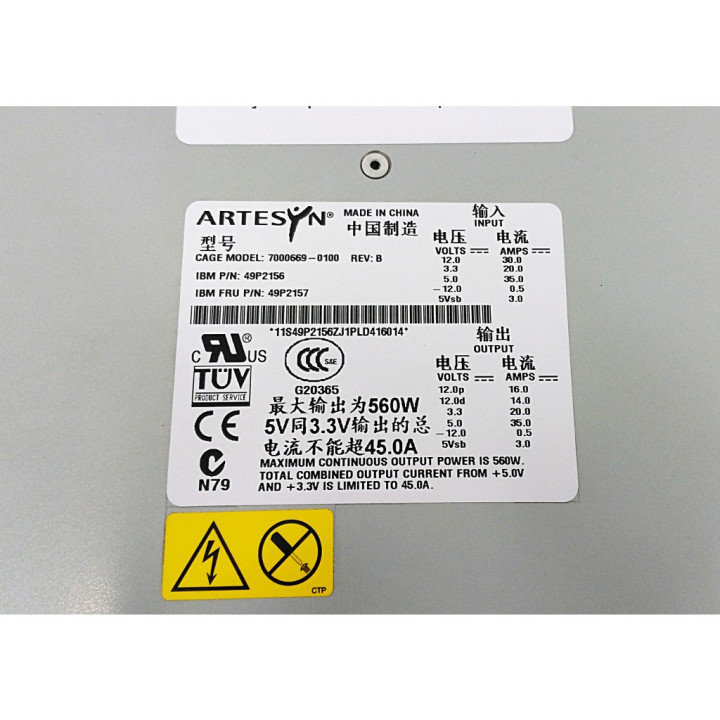 ARTESYN® MADE IN CHINA
中国制造
型号
CAGE MODEL: 7000669-0100 REV: B
IBM P/N: 49P2156
IBM FRU P/N: 49P2157
输入
INPUT
电压 电流
VOLTS AMPS
12.0 30.0
3.3 20.0
5.0 35.0
-12.0 0.5
5Vsb 3.0
*11S49P2156ZJ1PLD416014*
输出
OUTPUT
电压 电流
VOLTS AMPS
12.0p 16.0
12.0d 14.0
3.3 20.0
5.0 35.0
-12.0 0.5
5Vsb 3.0
c RU® US
CCC S&E
G20365
TÜV
PRODUCT SERVICE
CE
N79
最大输出为560W
5V同3.3V输出的总
电流不能超45.0A
MAXIMUM CONTINUOUS OUTPUT POWER IS 560W.
TOTAL COMBINED OUTPUT CURRENT FROM +5.0V
AND +3.3V IS LIMITED TO 45.0A.
CTP